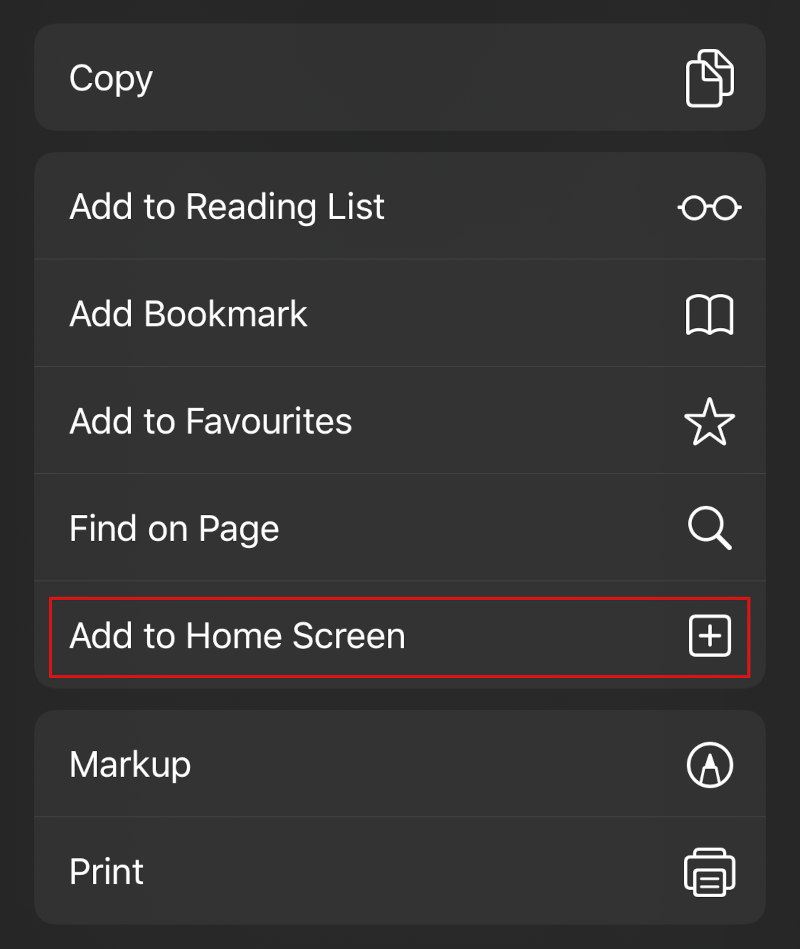 Copy
Add to Reading List
Add Bookmark
Add to Favourites
Find on Page
Add to Home Screen
Markup
Print